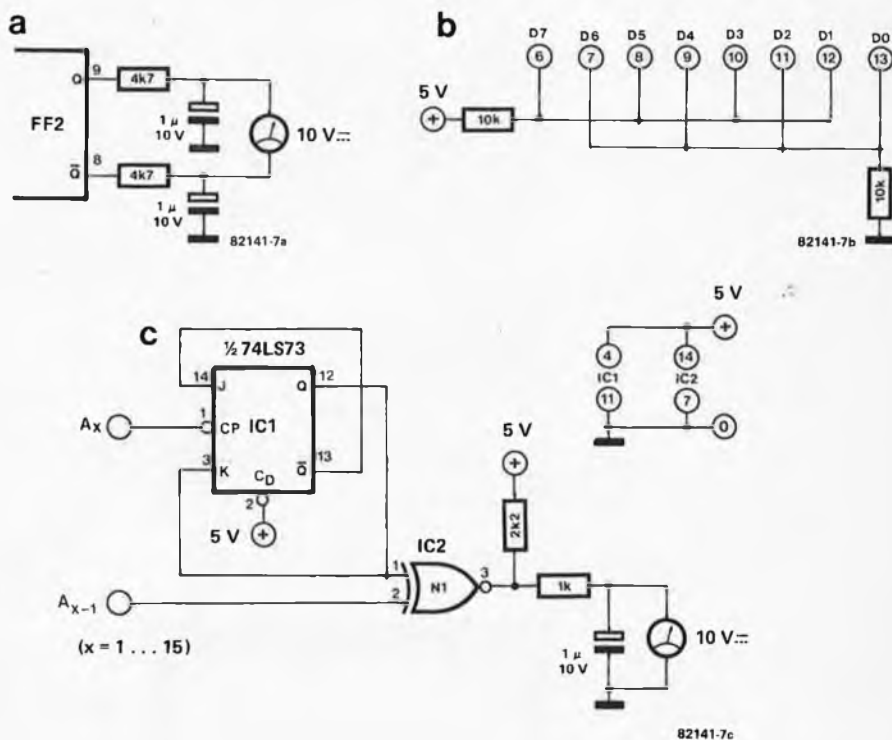 a
Q 9 4k7
FF2
1 µ
10 V
10 V⎓
Q̅ 8 4k7
1 µ
10 V
82141-7a
b
D7 D6 D5 D4 D3 D2 D1 D0
6 7 8 9 10 11 12 13
5 V
+ 10k
10k
82141-7b
c
½ 74LS73
14 J Q 12
Ax 1 CP IC1
3 K Q̅ 13
CD
2
5 V +
Ax−1
(x = 1 . . . 15)
IC2
1
2 N1 3
5 V
+
2k2
1k
1 µ
10 V
10 V⎓
5 V
+
4 14
IC1 IC2
11 7
0
82141-7c